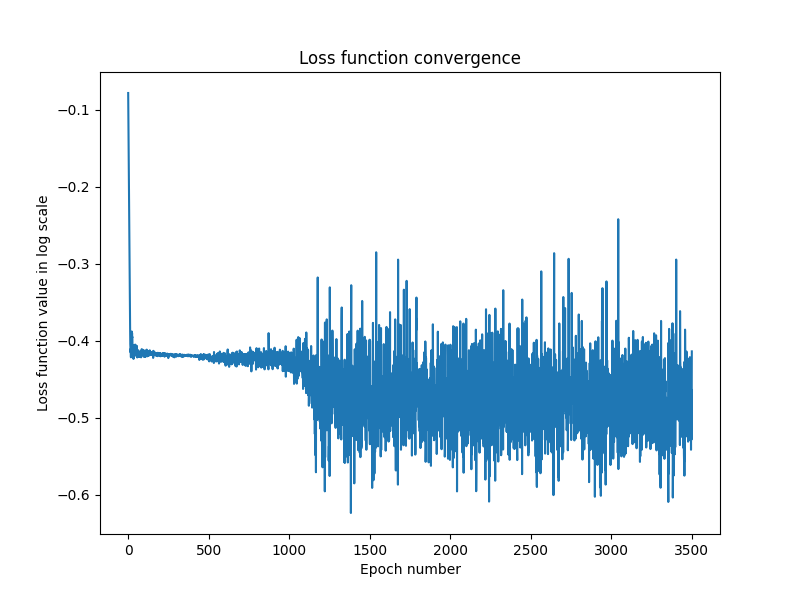 Loss function convergence
Loss function value in log scale
−0.1
−0.2
−0.3
−0.4
−0.5
−0.6
0 500 1000 1500 2000 2500 3000 3500
Epoch number